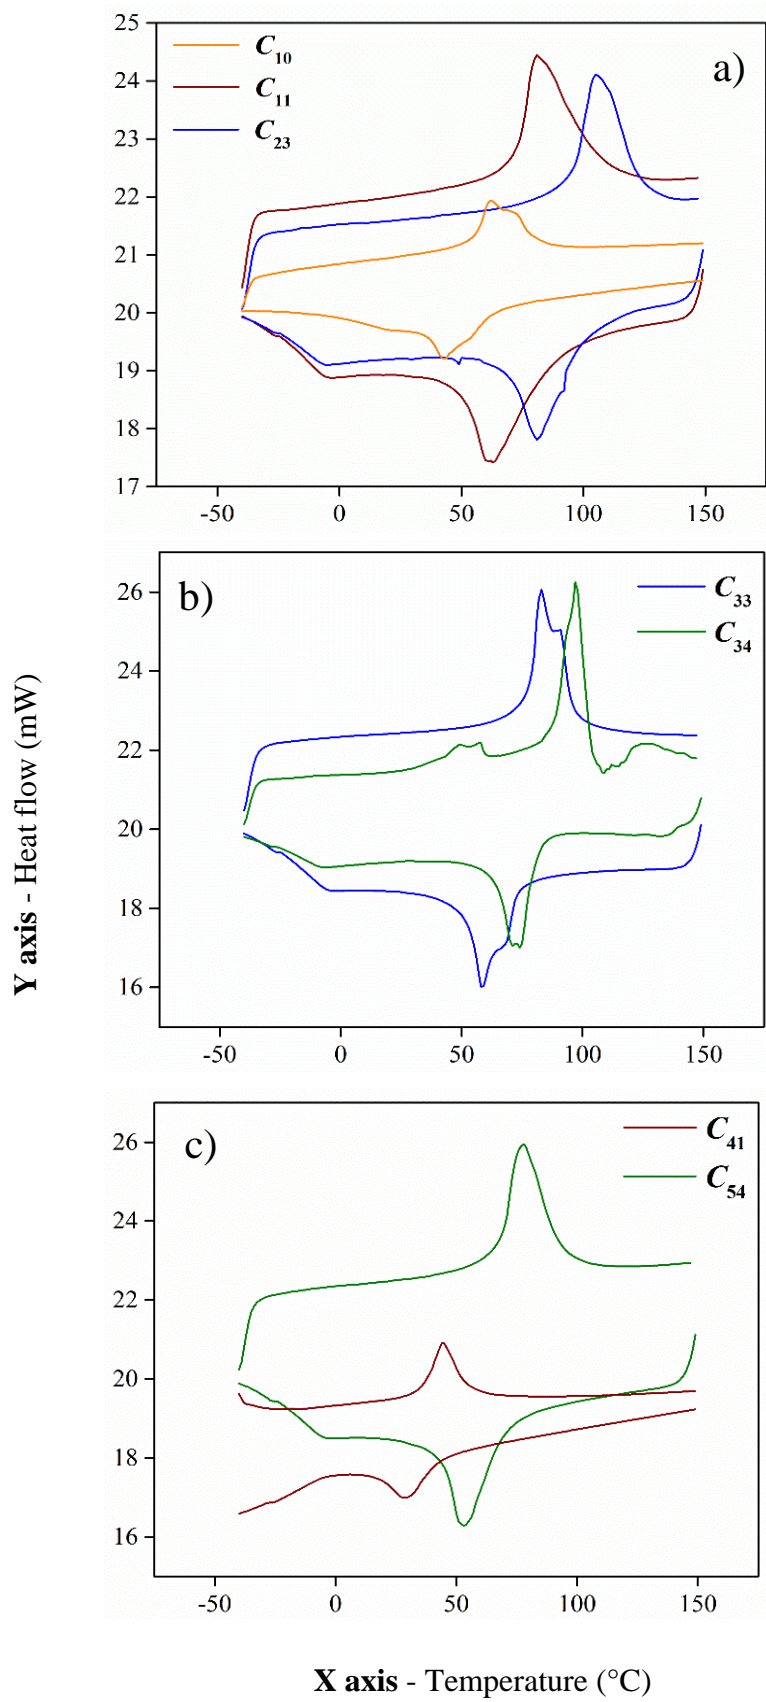 25
24
23
22
21
20
19
18
17
C10
C11
C23
a)
-50 0 50 100 150
26
24
22
20
18
16
b)
C33
C34
-50 0 50 100 150
26
24
22
20
18
16
c)
C41
C54
-50 0 50 100 150
Y axis - Heat flow (mW)
X axis - Temperature (°C)